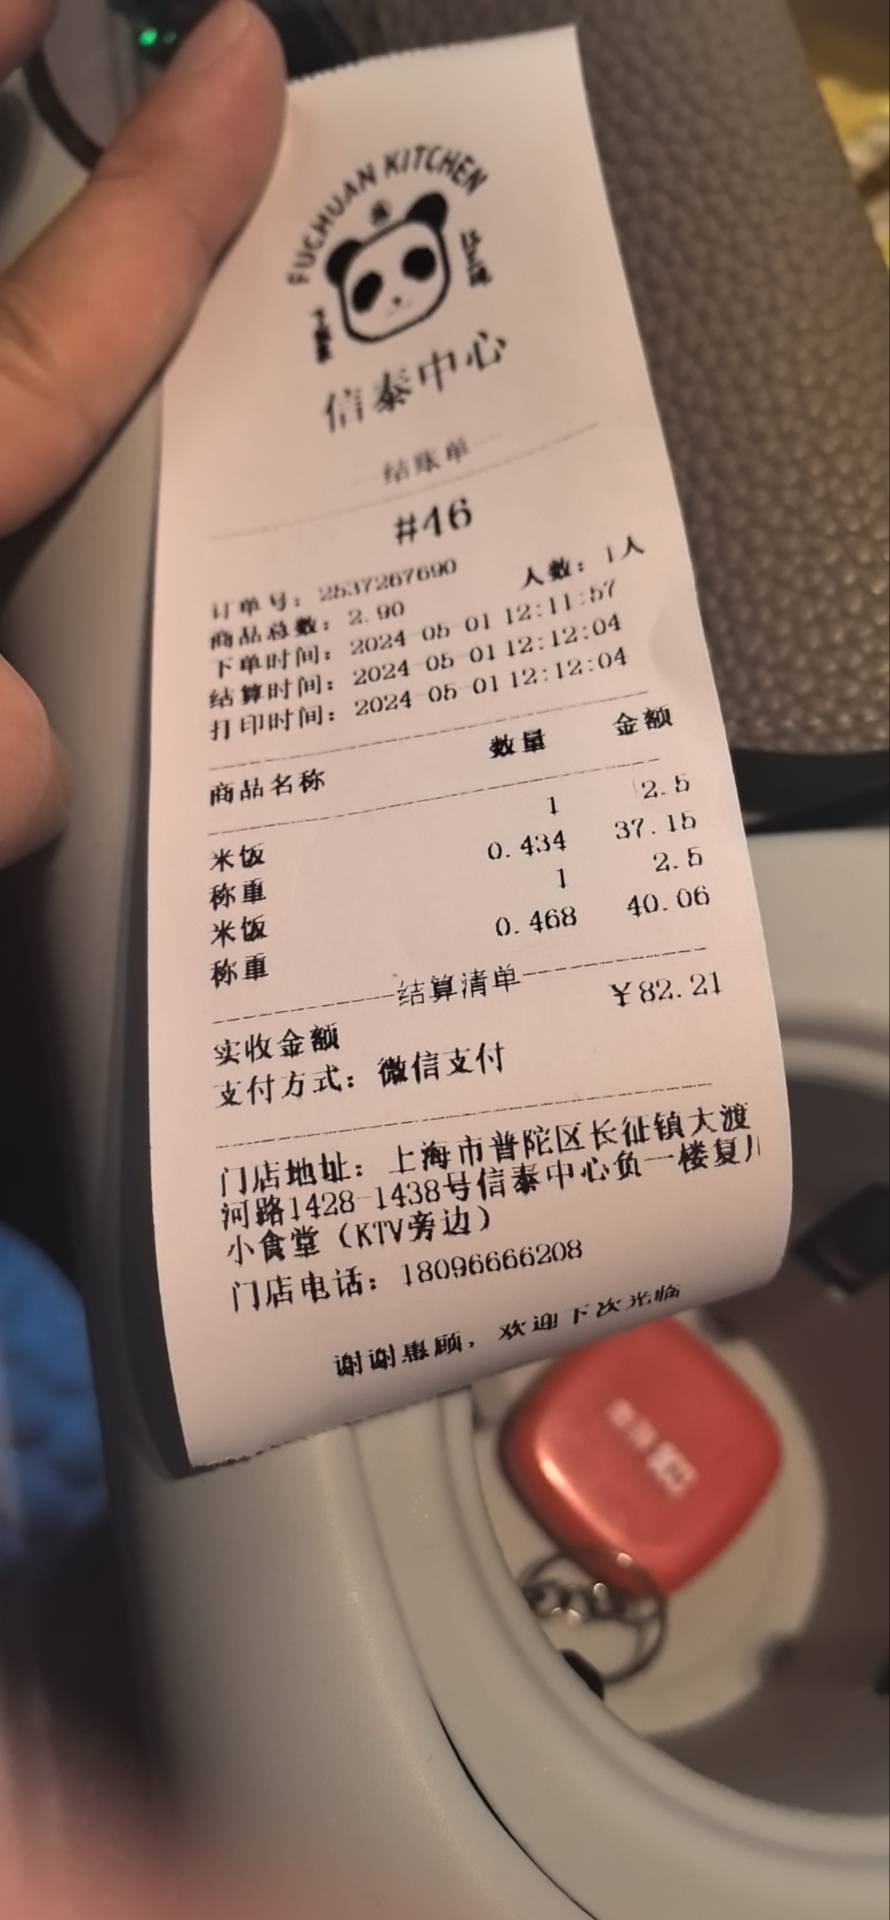 FUCHUAN KITCHEN
信泰中心
结账单
#46
订单号：2537267690
商品总数：2.90 人数：1人
下单时间：2024-05-01 12:11:57
结算时间：2024-05-01 12:12:04
打印时间：2024-05-01 12:12:04
商品名称 数量 金额
米饭 1 2.5
称重 0.434 37.15
米饭 1 2.5
称重 0.468 40.06
结算清单
实收金额 ¥82.21
支付方式：微信支付
门店地址：上海市普陀区长征镇大渡
河路1428-1438号信泰中心负一楼复川
小食堂（KTV旁边）
门店电话：18096666208
谢谢惠顾，欢迎下次光临